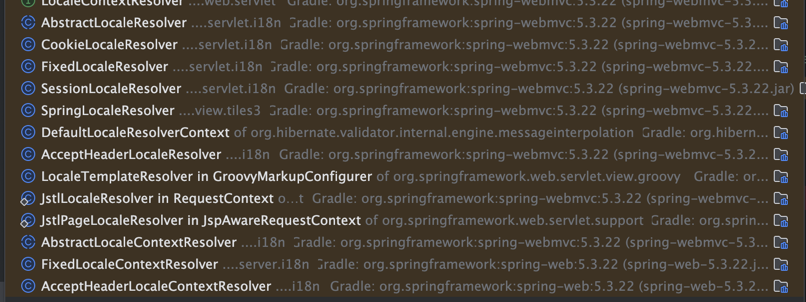 LocaleContextResolver ....web.servlet Gradle: org.springframework:spring-webmvc:5.3.22 (spring-webmvc-5.3....
AbstractLocaleResolver ....servlet.i18n Gradle: org.springframework:spring-webmvc:5.3.22 (spring-webmvc-5.3.2...
CookieLocaleResolver ....servlet.i18n Gradle: org.springframework:spring-webmvc:5.3.22 (spring-webmvc-5.3.2...
FixedLocaleResolver ....servlet.i18n Gradle: org.springframework:spring-webmvc:5.3.22 (spring-webmvc-5.3.22....
SessionLocaleResolver ....servlet.i18n Gradle: org.springframework:spring-webmvc:5.3.22 (spring-webmvc-5.3.22.jar)
SpringLocaleResolver ....view.tiles3 Gradle: org.springframework:spring-webmvc:5.3.22 (spring-webmvc-5.3.22....
DefaultLocaleResolverContext of org.hibernate.validator.internal.engine.messageinterpolation Gradle: org.hibern...
AcceptHeaderLocaleResolver ....i18n Gradle: org.springframework:spring-webmvc:5.3.22 (spring-webmvc-5.3.22....
LocaleTemplateResolver in GroovyMarkupConfigurer of org.springframework.web.servlet.view.groovy Gradle: or...
JstlLocaleResolver in RequestContext o...t Gradle: org.springframework:spring-webmvc:5.3.22 (spring-webmvc-...
JstlPageLocaleResolver in JspAwareRequestContext of org.springframework.web.servlet.support Gradle: org.sprin...
AbstractLocaleContextResolver ....i18n Gradle: org.springframework:spring-webmvc:5.3.22 (spring-webmvc-5.3...
FixedLocaleContextResolver ....server.i18n Gradle: org.springframework:spring-web:5.3.22 (spring-web-5.3.22.j...
AcceptHeaderLocaleContextResolver ....i18n Gradle: org.springframework:spring-web:5.3.22 (spring-web-5.3.22....